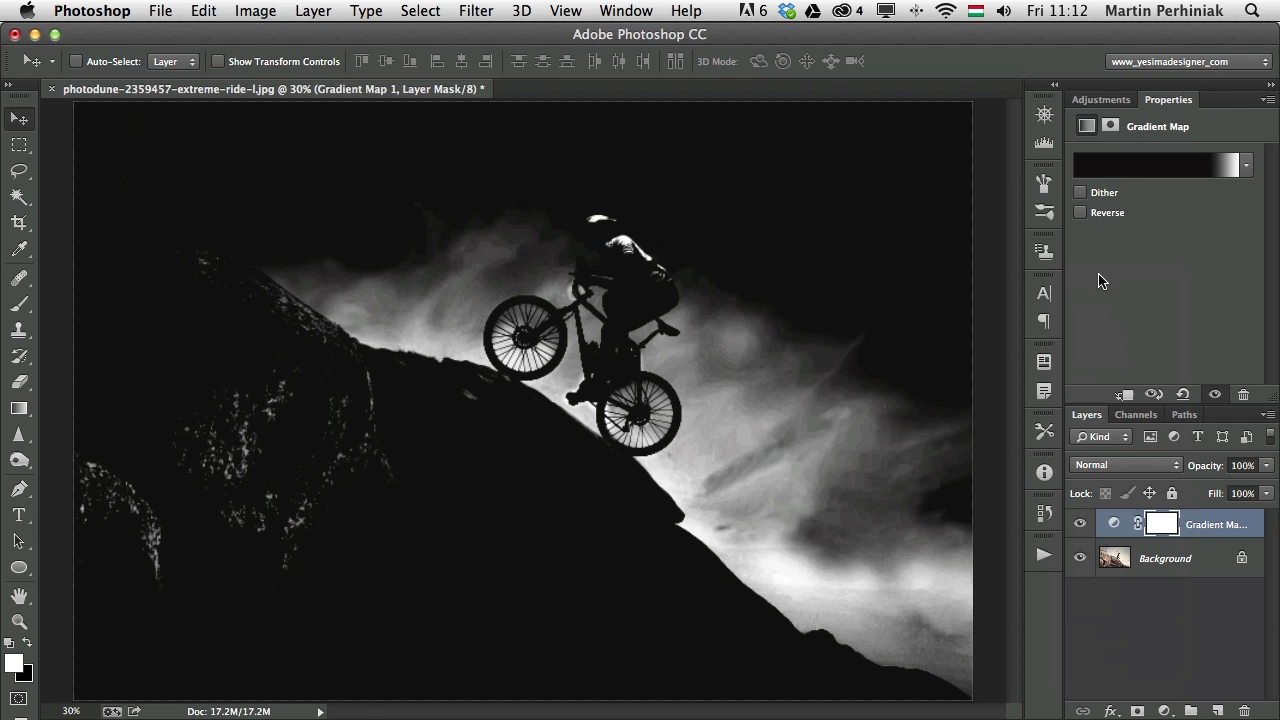 Photoshop File Edit Image Layer Type Select Filter 3D View Window Help 6 4 Fri 11:12 Martin Perhiniak
Adobe Photoshop CC
Auto-Select: Layer Show Transform Controls 3D Mode: www_yesimadesigner_com
photodune-2359457-extreme-ride-l.jpg @ 30% (Gradient Map 1, Layer Mask/8) *
Adjustments Properties
Gradient Map
Dither
Reverse
Layers Channels Paths
Kind
Normal Opacity: 100%
Lock: Fill: 100%
Gradient Ma...
Background
30% Doc: 17.2M/17.2M